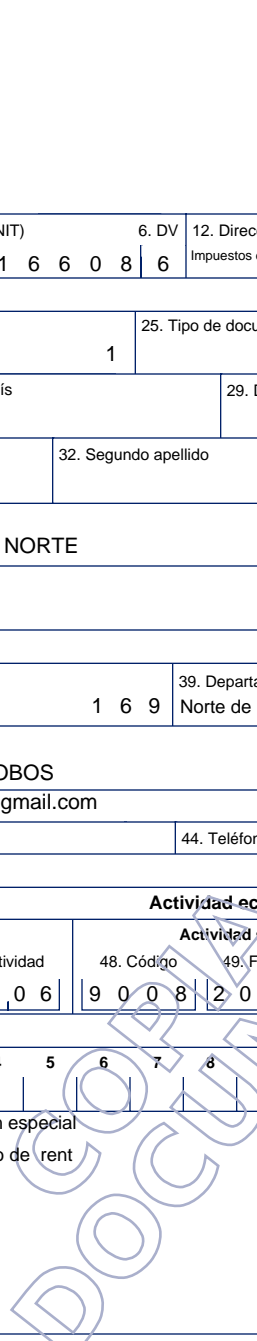 NIT) 6. DV 12. Direc
1 6 6 0 8 6 Impuestos
25. Tipo de docu
1
ís 29. D
32. Segundo apellido
NORTE
39. Departa
1 6 9 Norte de
OBOS
gmail.com
44. Teléfon
Actividad ec
Actividad
tividad 48. Código 49. F
0 6 9 0 0 8 2 0
5 6 7 8
n especial
o de rent
COPIA
DOCUM